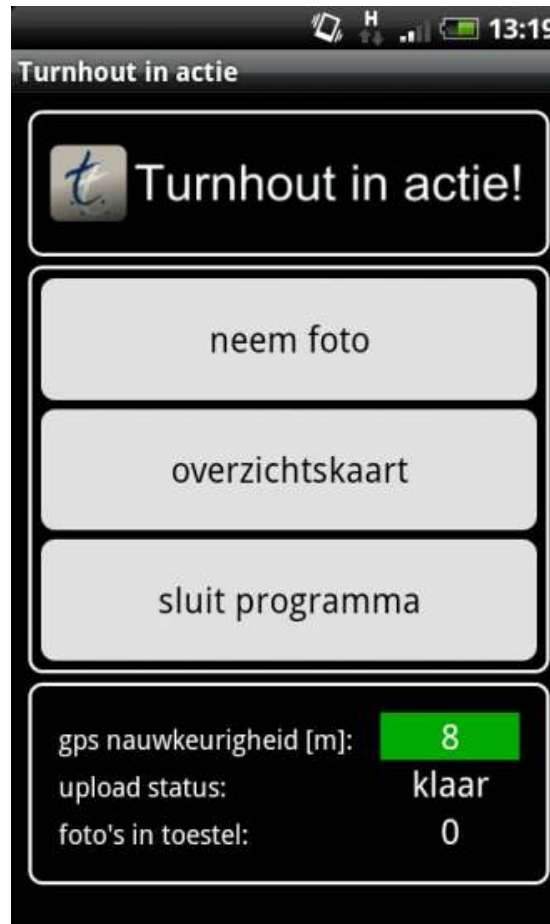 H 13:19
Turnhout in actie
t Turnhout in actie!
neem foto
overzichtskaart
sluit programma
gps nauwkeurigheid [m]: 8
upload status: klaar
foto's in toestel: 0